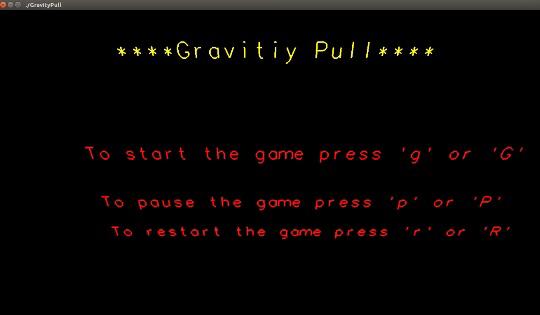 ./GravityPull
****Gravitiy Pull****
To start the game press 'g' or 'G'
To pause the game press 'p' or 'P'
To restart the game press 'r' or 'R'